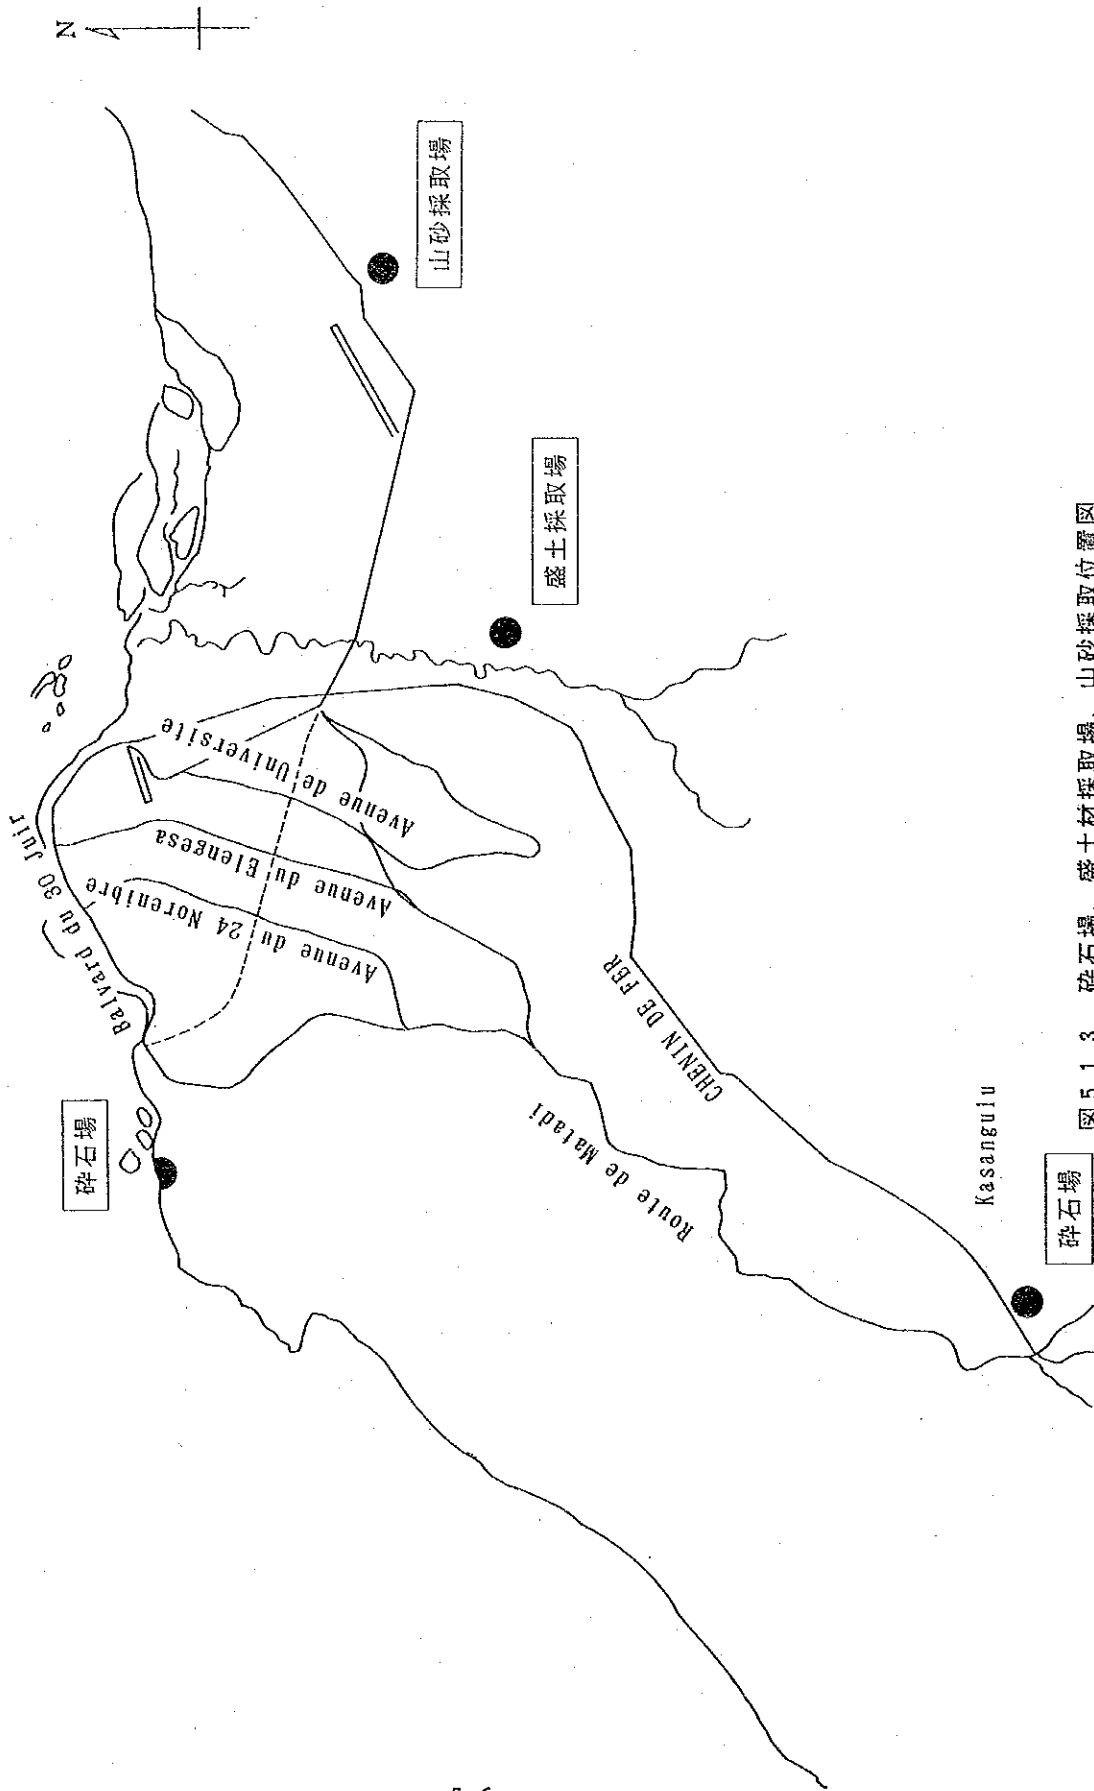 N
山砂採取場
盛土採取場
Balvard du 30 Juir
Avenue de Universite
Avenue du Elengesa
Avenue du 24 Norenibre
砕石場
CHENIN DE FER
Route de Matadi
Kasangulu
砕石場
図5.1.3 砕石場、盛土材採取場、山砂採取位置図